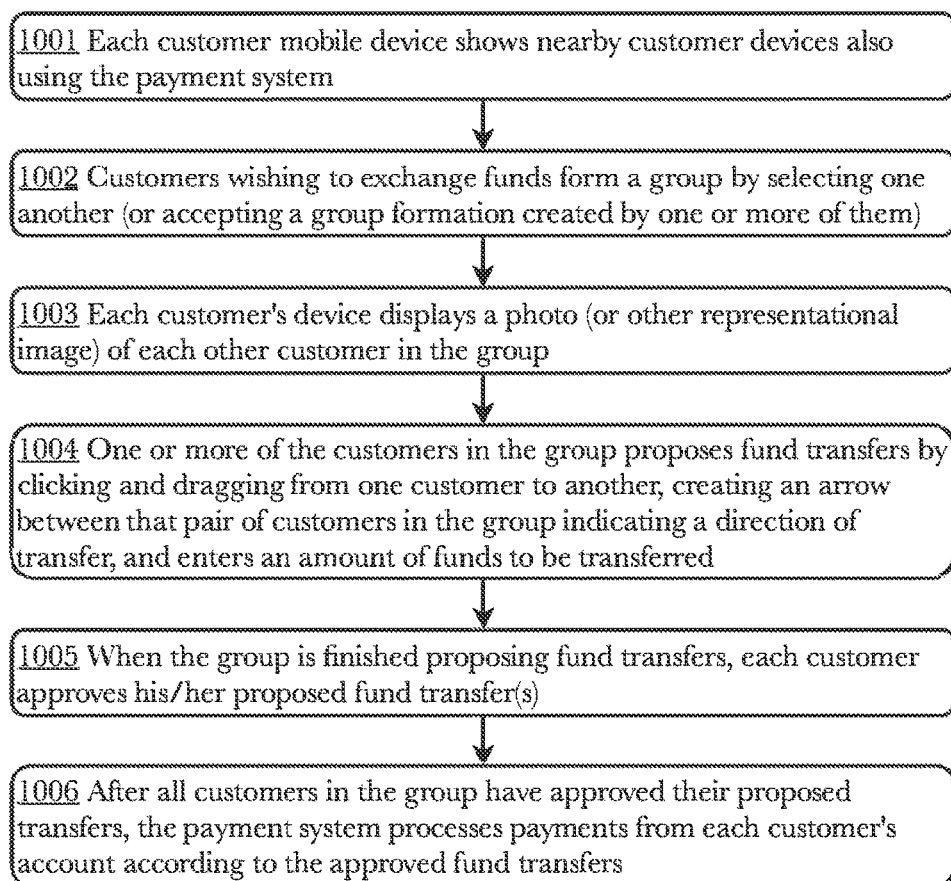 1001 Each customer mobile device shows nearby customer devices also
using the payment system
1002 Customers wishing to exchange funds form a group by selecting one
another (or accepting a group formation created by one or more of them)
1003 Each customer's device displays a photo (or other representational
image) of each other customer in the group
1004 One or more of the customers in the group proposes fund transfers by
clicking and dragging from one customer to another, creating an arrow
between that pair of customers in the group indicating a direction of
transfer, and enters an amount of funds to be transferred
1005 When the group is finished proposing fund transfers, each customer
approves his/her proposed fund transfer(s)
1006 After all customers in the group have approved their proposed
transfers, the payment system processes payments from each customer's
account according to the approved fund transfers